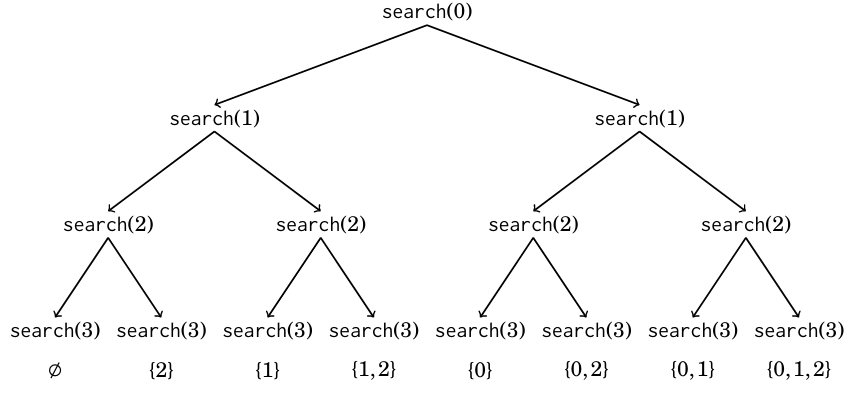 search(0)
search(1) search(1)
search(2) search(2) search(2) search(2)
search(3) search(3) search(3) search(3) search(3) search(3) search(3) search(3)
∅ {2} {1} {1,2} {0} {0,2} {0,1} {0,1,2}